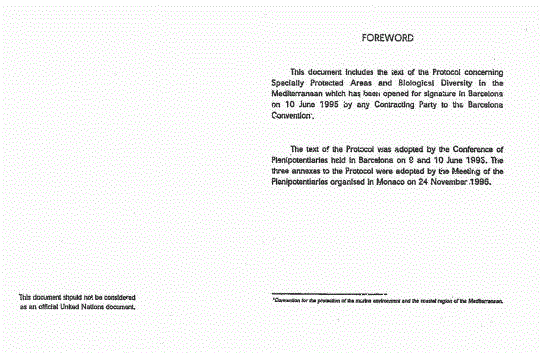 FOREWORD
This document includes the text of the Protocol concerning
Specially Protected Areas and Biological Diversity in the
Mediterranean which has been opened for signature in Barcelona
on 10 June 1995 by any Contracting Party to the Barcelona
Convention*.
The text of the Protocol was adopted by the Conference of
Plenipotentiaries held in Barcelona on 9 and 10 June 1995. The
three annexes to the Protocol were adopted by the Meeting of the
Plenipotentiaries organised in Monaco on 24 November 1996.
This document should not be considered
as an official United Nations document.
*Convention for the protection of the marine environment and the coastal region of the Mediterranean.